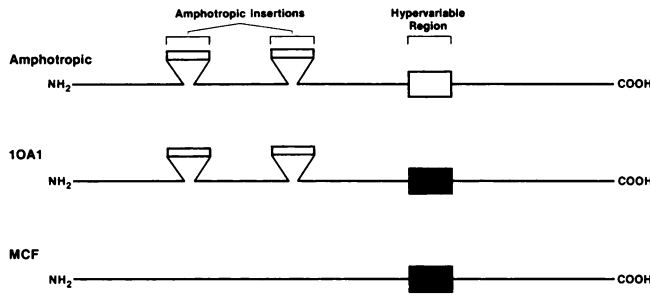 Amphotropic Insertions
Hypervariable
Region
Amphotropic
NH₂ COOH
10A1
NH₂ COOH
MCF
NH₂ COOH